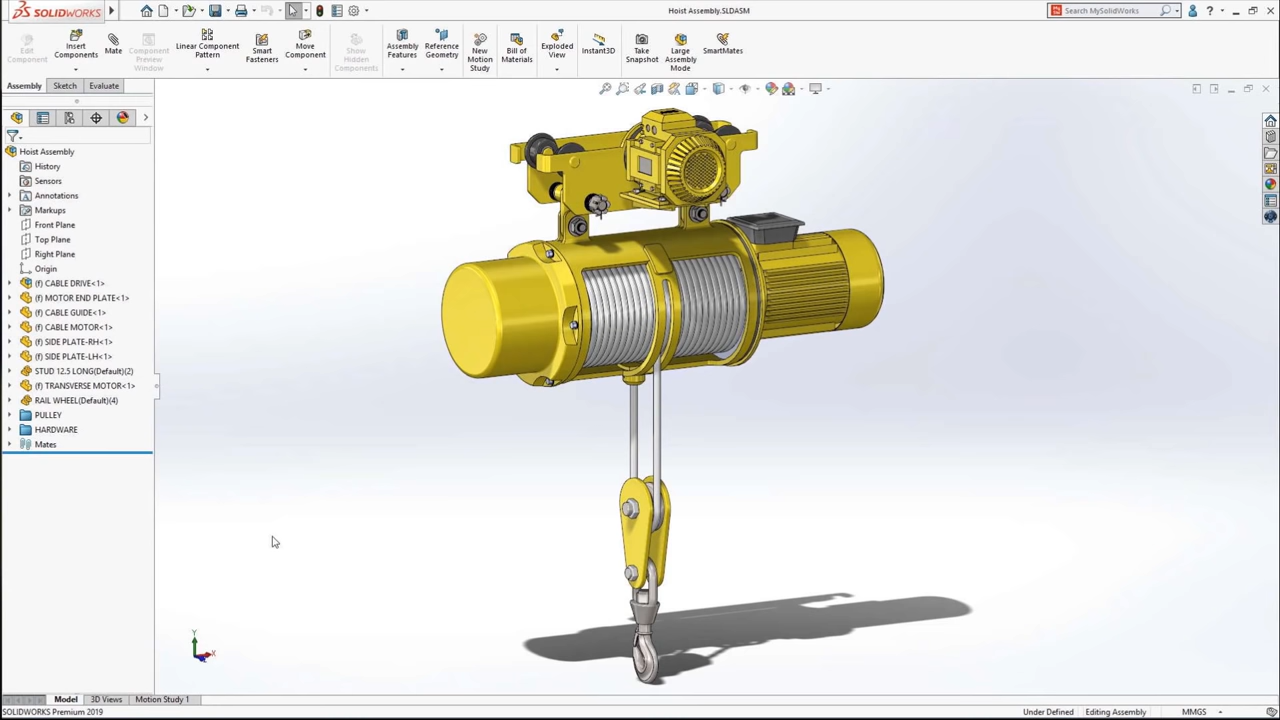 SOLIDWORKS
Hoist Assembly.SLDASM
Search MySolidWorks
?
Edit
Component
Insert
Components
Mate
Component
Preview
Window
Linear Component
Pattern
Smart
Fasteners
Move
Component
Show
Hidden
Components
Assembly
Features
Reference
Geometry
New
Motion
Study
Bill of
Materials
Exploded
View
Instant3D
Take
Snapshot
Large
Assembly
Mode
SmartMates
Assembly
Sketch
Evaluate
Hoist Assembly
History
Sensors
Annotations
Markups
Front Plane
Top Plane
Right Plane
Origin
(f) CABLE DRIVE<1>
(f) MOTOR END PLATE<1>
(f) CABLE GUIDE<1>
(f) CABLE MOTOR<1>
(f) SIDE PLATE-RH<1>
(f) SIDE PLATE-LH<1>
STUD 12.5 LONG(Default)(2)
(f) TRANSVERSE MOTOR<1>
RAIL WHEEL(Default)(4)
PULLEY
HARDWARE
Mates
Y
X
Model
3D Views
Motion Study 1
SOLIDWORKS Premium 2019
Under Defined
Editing Assembly
MMGS